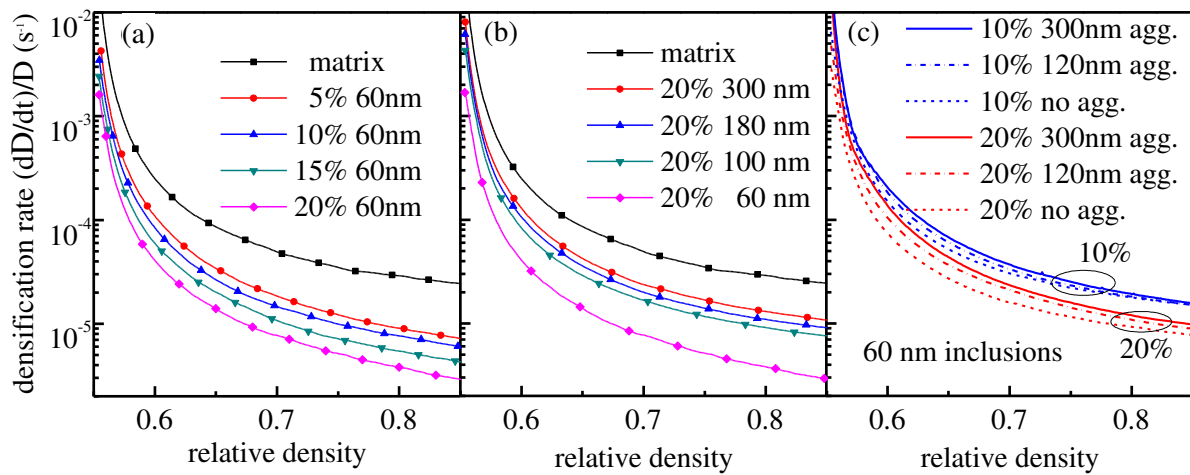 densification rate (dD/dt)/D (s⁻¹)
10⁻²
10⁻³
10⁻⁴
10⁻⁵
(a)
matrix
5% 60nm
10% 60nm
15% 60nm
20% 60nm
0.6
0.7
0.8
relative density
(b)
matrix
20% 300 nm
20% 180 nm
20% 100 nm
20% 60 nm
0.6
0.7
0.8
relative density
(c)
10% 300nm agg.
10% 120nm agg.
10% no agg.
20% 300nm agg.
20% 120nm agg.
20% no agg.
10%
20%
60 nm inclusions
0.6
0.7
0.8
relative density